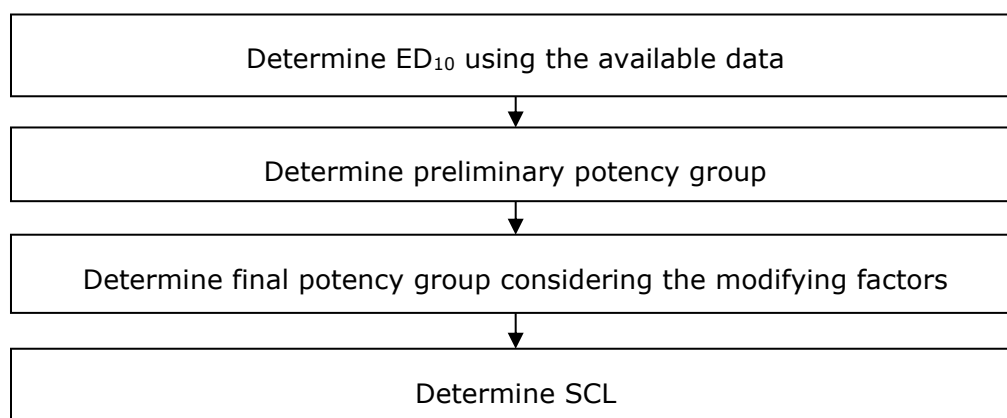 Determine ED₁₀ using the available data
Determine preliminary potency group
Determine final potency group considering the modifying factors
Determine SCL